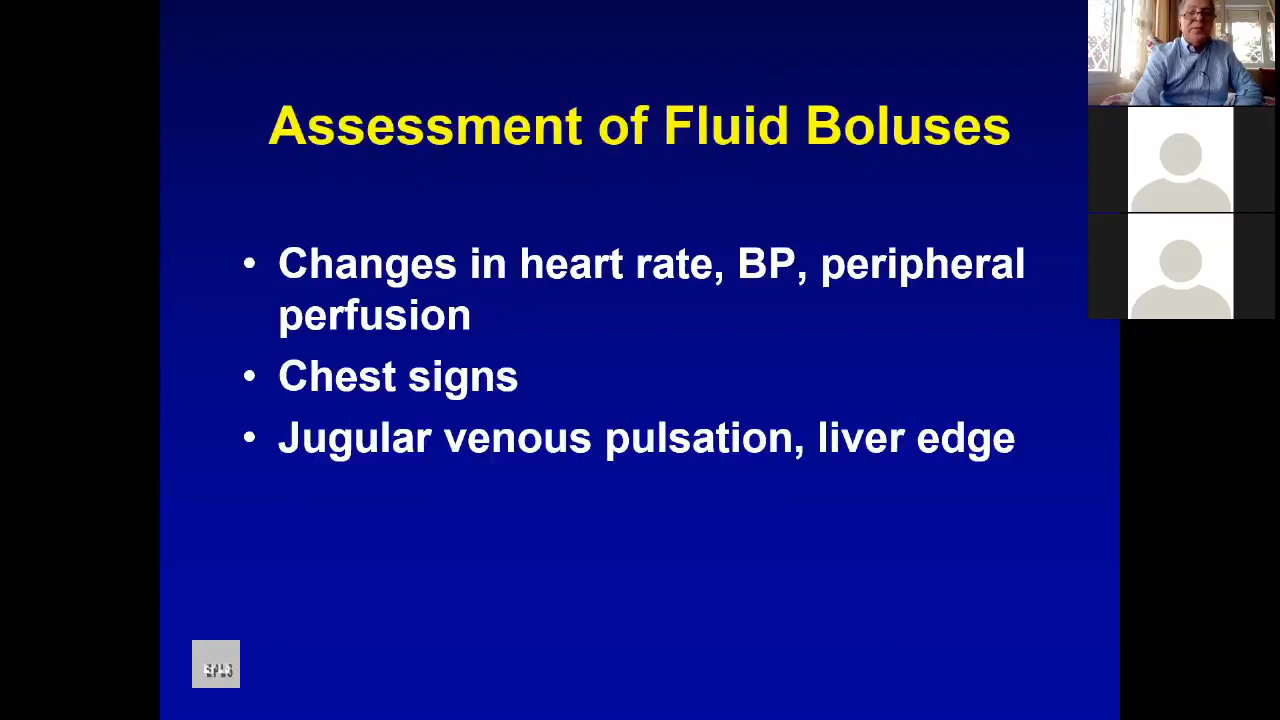 Assessment of Fluid Boluses
• Changes in heart rate, BP, peripheral
perfusion
• Chest signs
• Jugular venous pulsation, liver edge